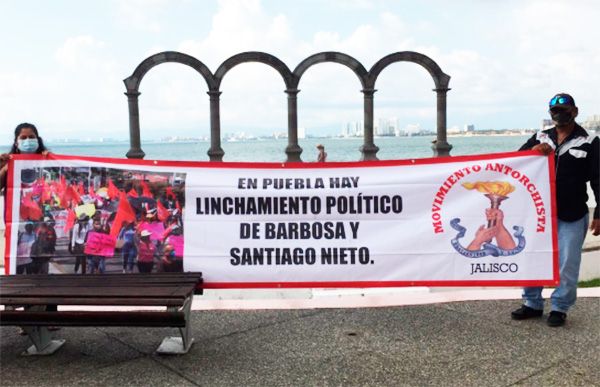 EN PUEBLA HAY
LINCHAMIENTO POLÍTICO
DE BARBOSA Y
SANTIAGO NIETO.
MOVIMIENTO ANTORCHISTA
JALISCO